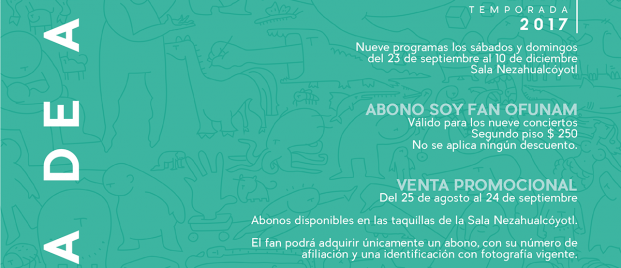 TEMPORADA
2017
Nueve programas los sábados y domingos
del 23 de septiembre al 10 de diciembre
Sala Nezahualcóyotl
ABONO SOY FAN OFUNAM
Válido para los nueve conciertos
Segundo piso $ 250
No se aplica ningún descuento.
VENTA PROMOCIONAL
Del 25 de agosto al 24 de septiembre
Abonos disponibles en las taquillas de la Sala Nezahualcóyotl.
El fan podrá adquirir únicamente un abono, con su número de
afiliación y una identificación con fotografía vigente.
A DE A